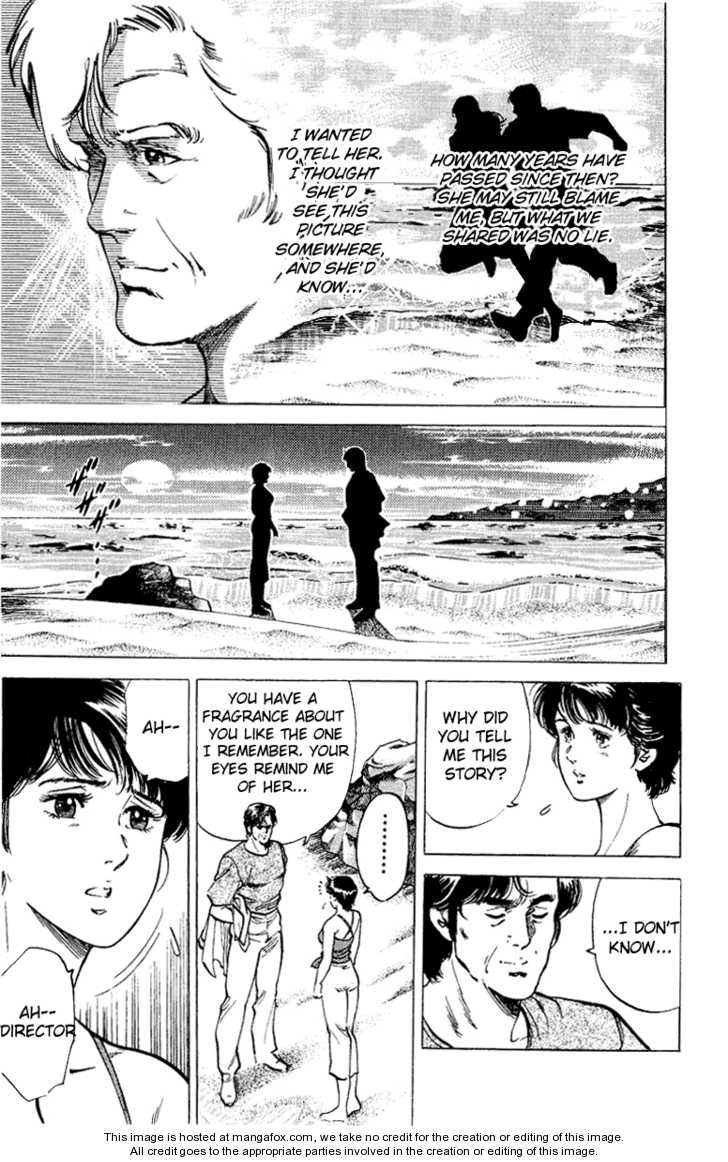 HOW MANY YEARS HAVE
PASSED SINCE THEN?
SHE MAY STILL BLAME
ME, BUT WHAT WE
SHARED WAS NO LIE.
I WANTED
TO TELL HER.
I THOUGHT
SHE'D
SEE THIS
PICTURE
SOMEWHERE,
AND SHE'D
KNOW...
ザ
ザ
ザ
WHY DID
YOU TELL
ME THIS
STORY?
...I DON'T
KNOW...
YOU HAVE A
FRAGRANCE ABOUT
YOU LIKE THE ONE
I REMEMBER. YOUR
EYES REMIND ME
OF HER...
........
AH--
AH--
DIRECTOR
This image is hosted at mangafox.com, we take no credit for the creation or editing of this image.
All credit goes to the appropriate parties involved in the creation or editing of this image.